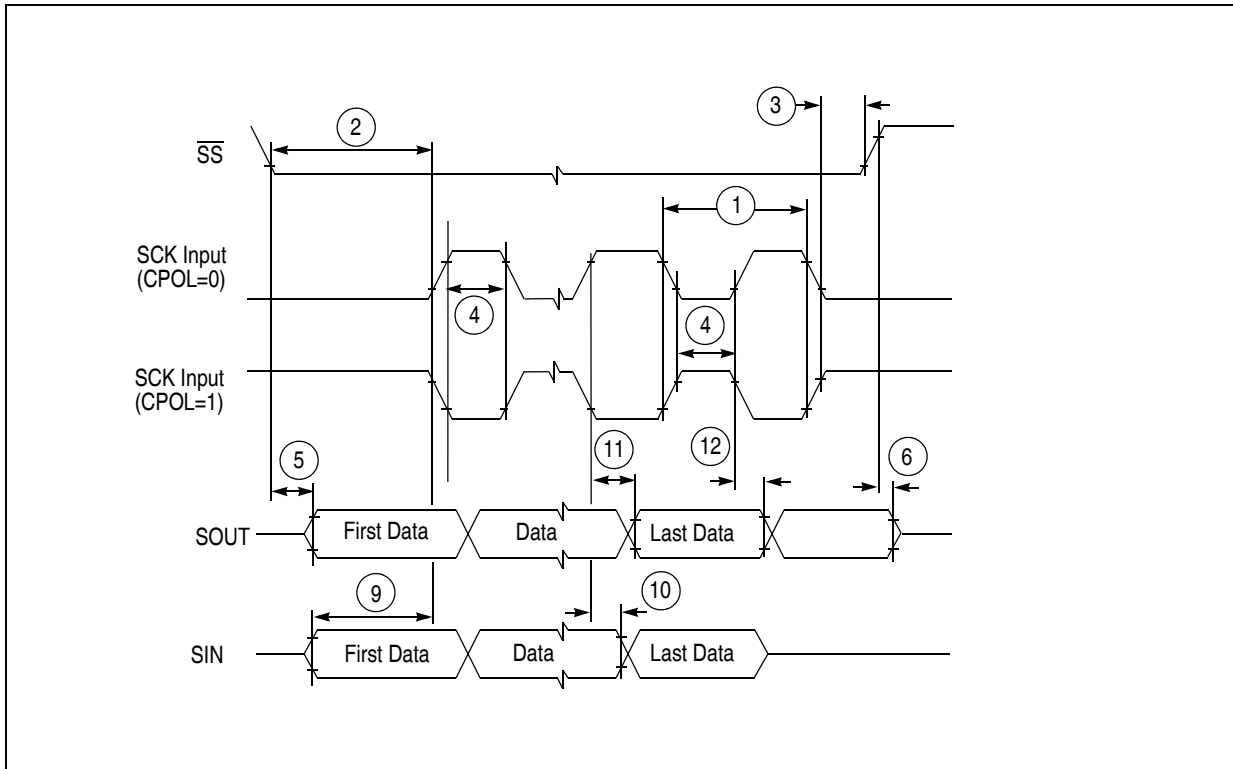 3
2
SS
1
SCK Input
(CPOL=0)
4
4
SCK Input
(CPOL=1)
11
12
5
6
SOUT
First Data
Data
Last Data
9
10
SIN
First Data
Data
Last Data